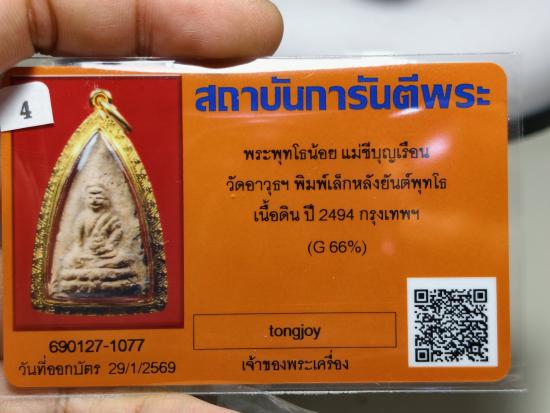 4
สถาบันการันตีพระ
พระพุทโธน้อย แม่ชีบุญเรือน
วัดอาวุธฯ พิมพ์เล็กหลังยันต์พุทโธ
เนื้อดิน ปี 2494 กรุงเทพฯ
(G 66%)
tongjoy
เจ้าของพระเครื่อง
690127-1077
วันที่ออกบัตร 29/1/2569